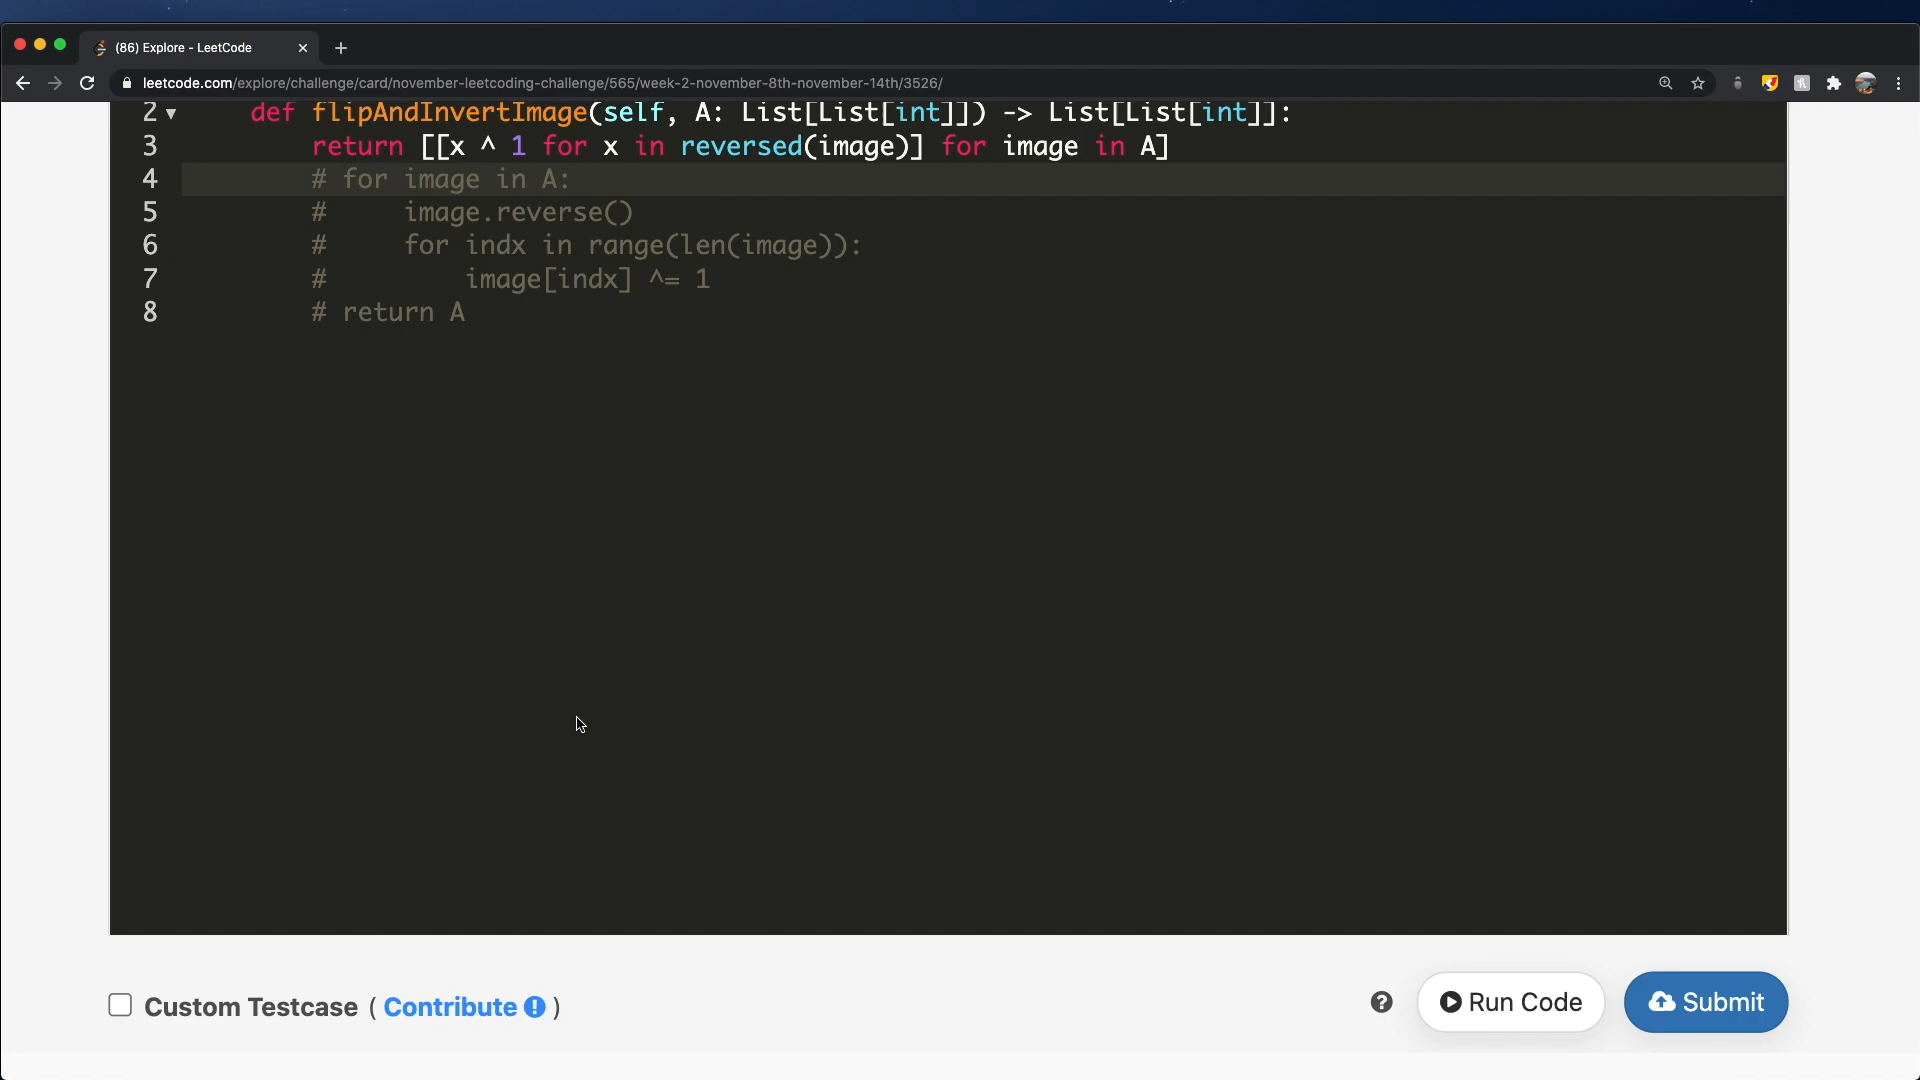 (86) Explore - LeetCode
leetcode.com/explore/challenge/card/november-leetcoding-challenge/565/week-2-november-8th-november-14th/3526/
2 def flipAndInvertImage(self, A: List[List[int]]) -> List[List[int]]:
3 return [[x ^ 1 for x in reversed(image)] for image in A]
4 # for image in A:
5 # image.reverse()
6 # for indx in range(len(image)):
7 # image[indx] ^= 1
8 # return A
Custom Testcase ( Contribute )
Run Code
Submit